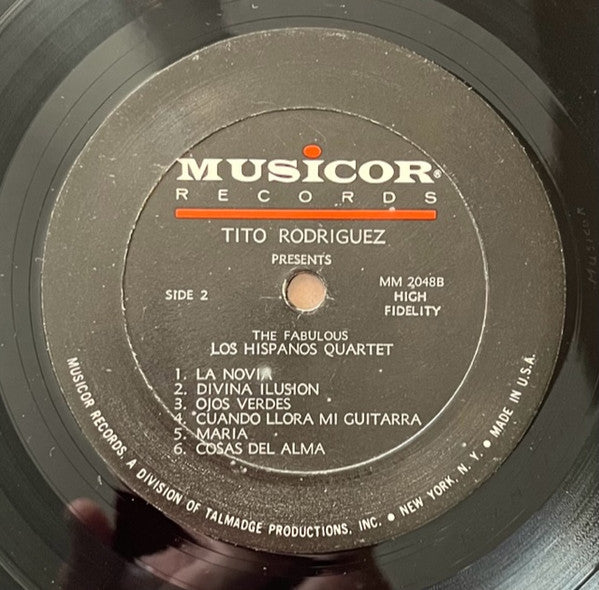 MUSICOR®
RECORDS
TITO RODRIGUEZ
PRESENTS
SIDE 2
MM 2048B
HIGH
FIDELITY
THE FABULOUS
LOS HISPANOS QUARTET
1. LA NOVIA
2. DIVINA ILUSION
3. OJOS VERDES
4. CUANDO LLORA MI GUITARRA
5. MARIA
6. COSAS DEL ALMA
MUSICOR RECORDS, A DIVISION OF TALMADGE PRODUCTIONS, INC. • NEW YORK, N. Y. • MADE IN U.S.A.
MUSICOR